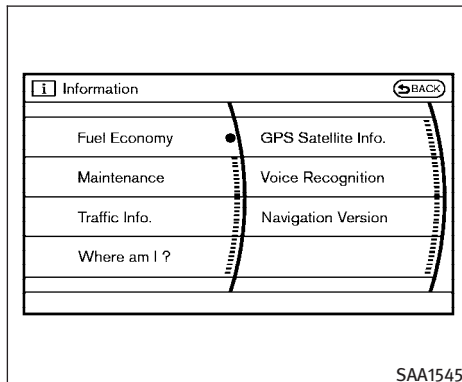 i Information
BACK
Fuel Economy
GPS Satellite Info.
Maintenance
Voice Recognition
Traffic Info.
Navigation Version
Where am I ?
SAA1545